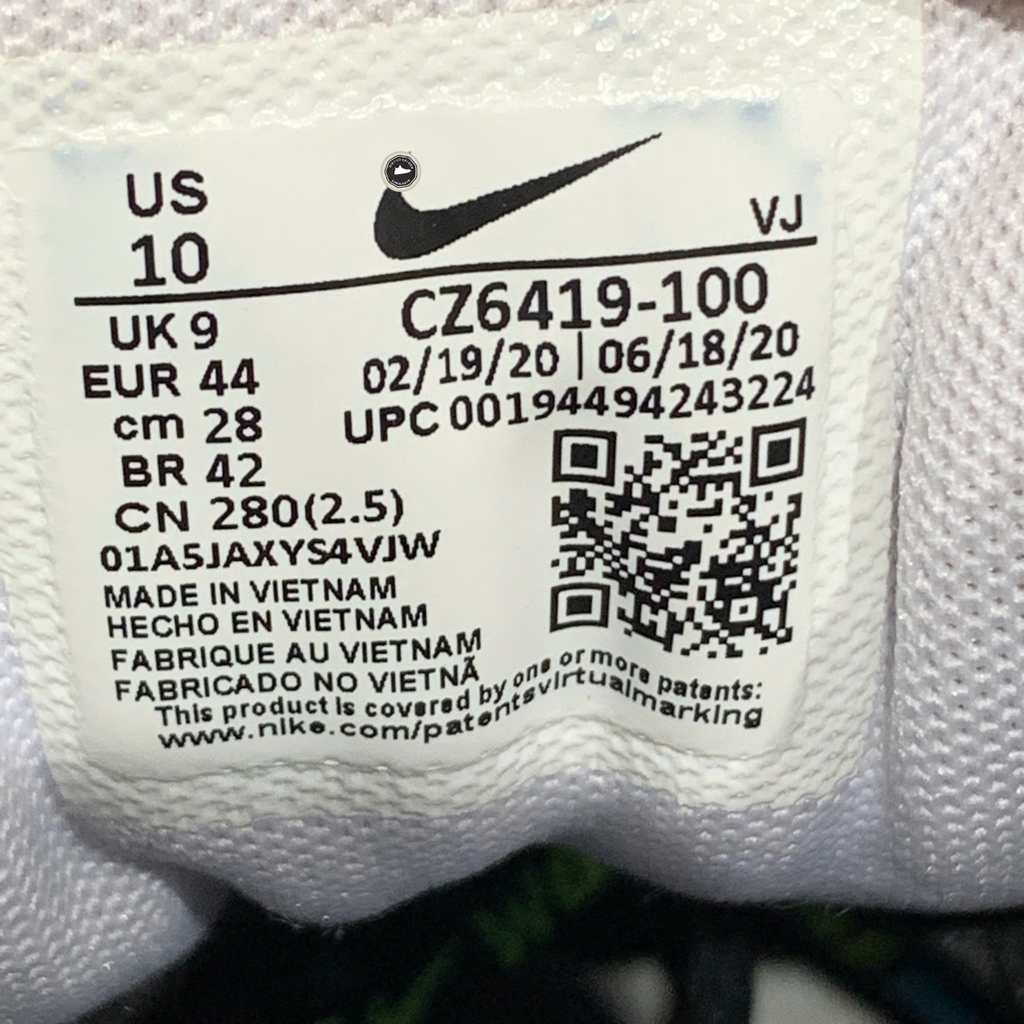 US
10
VJ
UK 9
EUR 44
cm 28
BR 42
CN 280(2.5)
CZ6419-100
02/19/20 | 06/18/20
UPC 00194494243224
01A5JAXYS4VJW
MADE IN VIETNAM
HECHO EN VIETNAM
FABRIQUE AU VIETNAM
FABRICADO NO VIETNÃ
This product is covered by one or more patents:
www.nike.com/patentsvirtualmarking